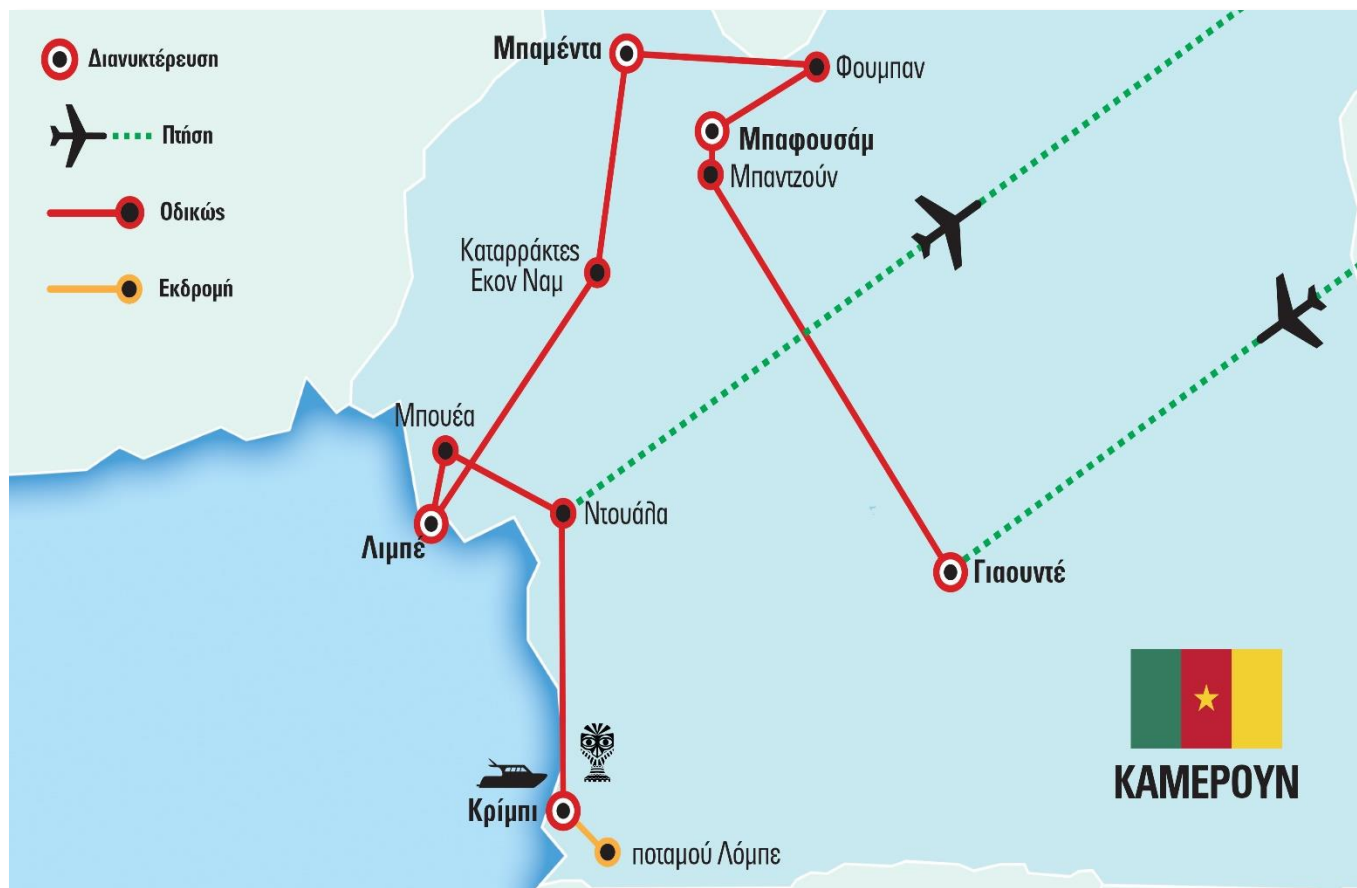 Διανυκτέρευση
Πτήση
Οδικώς
Εκδρομή
Μπαμέντα
Φουμπαν
Μπαφουσάμ
Μπαντζούν
Καταρράκτες
Εκον Ναμ
Μπουέα
Ντουάλα
Λιμπέ
Γιαουντέ
Κρίμπι
ποταμού Λόμπε
ΚΑΜΕΡΟΥΝ